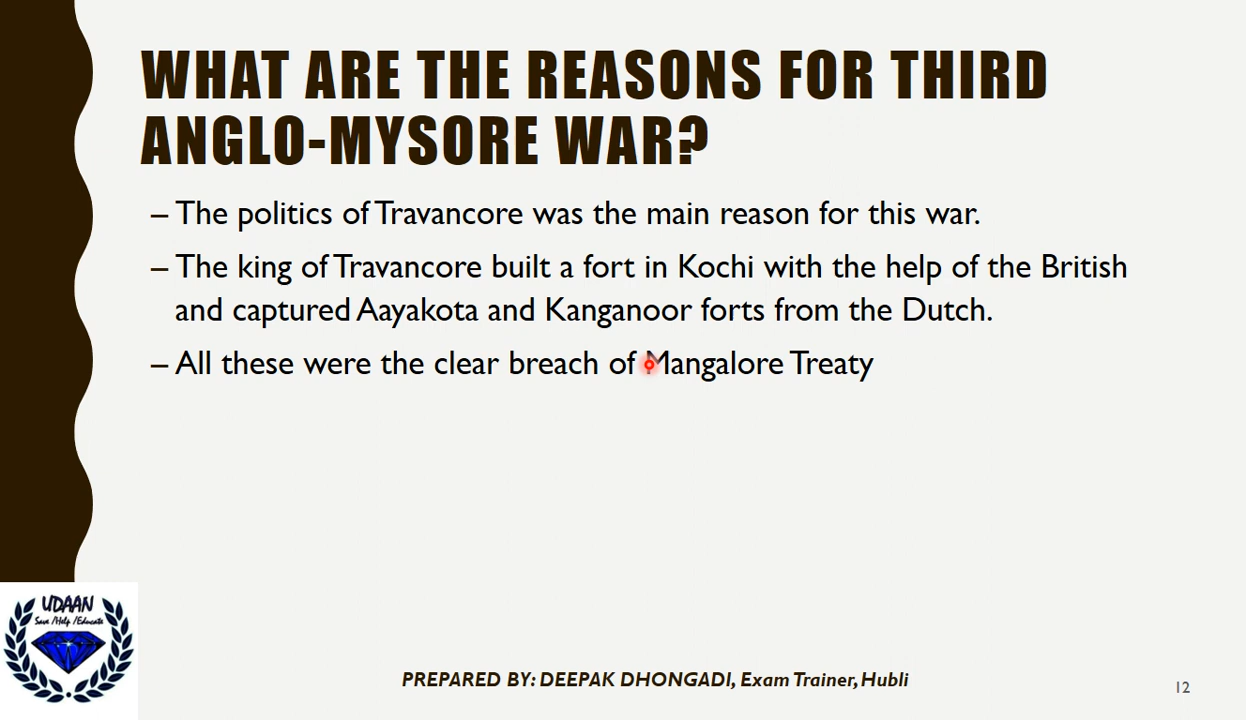 WHAT ARE THE REASONS FOR THIRD
ANGLO-MYSORE WAR?
– The politics of Travancore was the main reason for this war.
– The king of Travancore built a fort in Kochi with the help of the British
and captured Aayakota and Kanganoor forts from the Dutch.
– All these were the clear breach of Mangalore Treaty
UDAAN
Save /Help /Educate
PREPARED BY: DEEPAK DHONGADI, Exam Trainer, Hubli
12